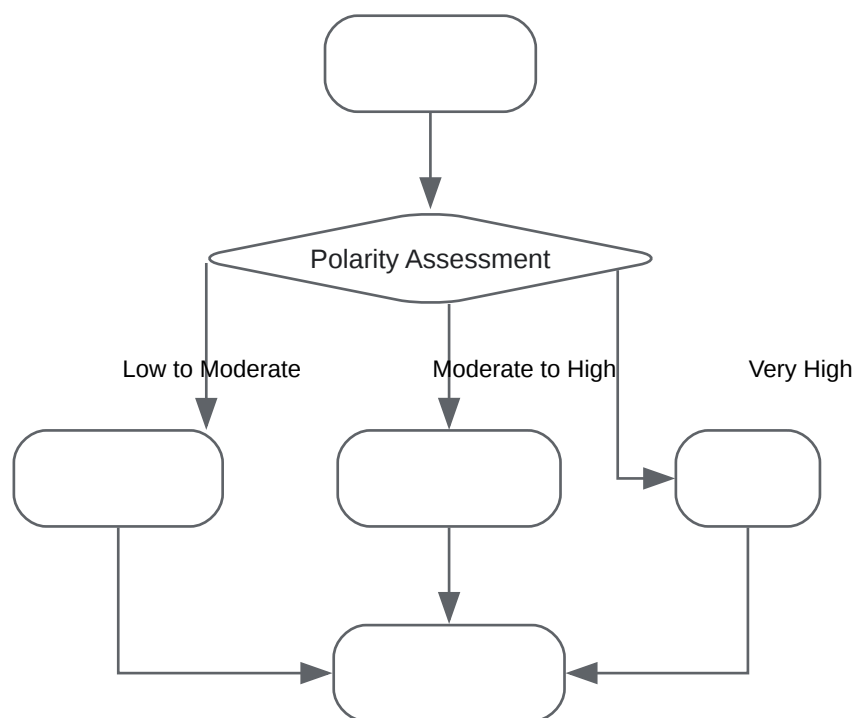 Polarity Assessment
Low to Moderate
Moderate to High
Very High